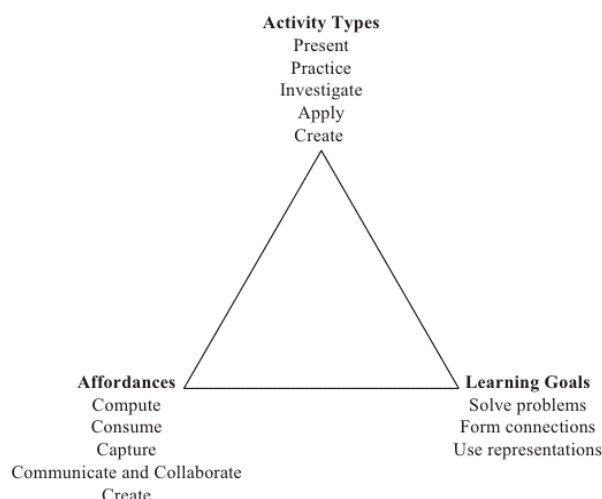 Activity Types
Present
Practice
Investigate
Apply
Create
Affordances
Compute
Consume
Capture
Communicate and Collaborate
Create
Learning Goals
Solve problems
Form connections
Use representations